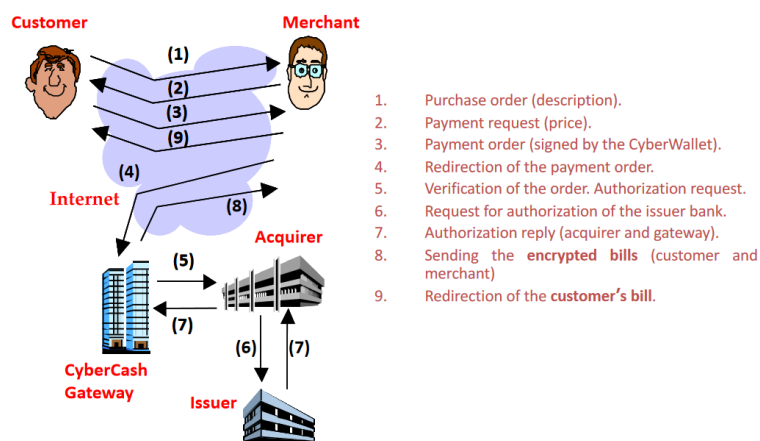 Customer
Merchant
(1)
(2)
(3)
(9)
(4)
Internet
(8)
Acquirer
(5)
(7)
(6)
(7)
CyberCash
Gateway
Issuer
1. Purchase order (description).
2. Payment request (price).
3. Payment order (signed by the CyberWallet).
4. Redirection of the payment order.
5. Verification of the order. Authorization request.
6. Request for authorization of the issuer bank.
7. Authorization reply (acquirer and gateway).
8. Sending the encrypted bills (customer and
merchant)
9. Redirection of the customer’s bill.